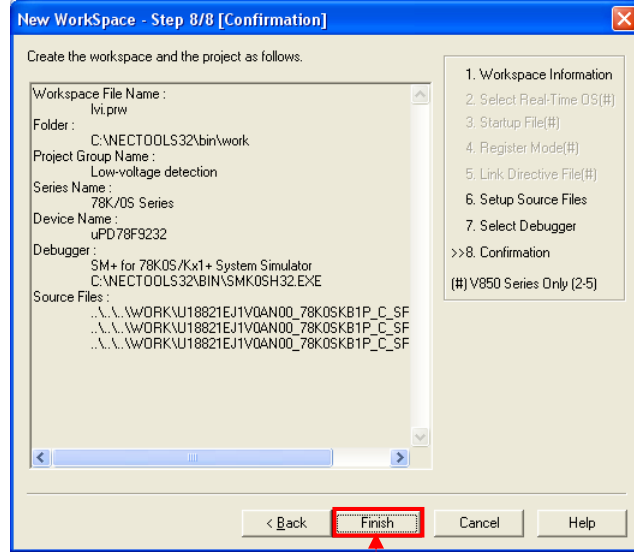 New WorkSpace - Step 8/8 [Confirmation]
Create the workspace and the project as follows.
Workspace File Name :
lvi.prw
Folder :
C:\NECTOOLS32\bin\work
Project Group Name :
Low-voltage detection
Series Name :
78K/0S Series
Device Name :
uPD78F9232
Debugger :
SM+ for 78K0S/Kx1+ System Simulator
C:\NECTOOLS32\BIN\SMK0SH32.EXE
Source Files :
..\..\..\WORK\U18821EJ1V0AN00_78K0SKB1P_C_SF
..\..\..\WORK\U18821EJ1V0AN00_78K0SKB1P_C_SF
..\..\..\WORK\U18821EJ1V0AN00_78K0SKB1P_C_SF
1. Workspace Information
2. Select Real-Time OS(#)
3. Startup File(#)
4. Register Mode(#)
5. Link Directive File(#)
6. Setup Source Files
7. Select Debugger
>>8. Confirmation
(#) V850 Series Only (2-5)
< Back
Finish
Cancel
Help